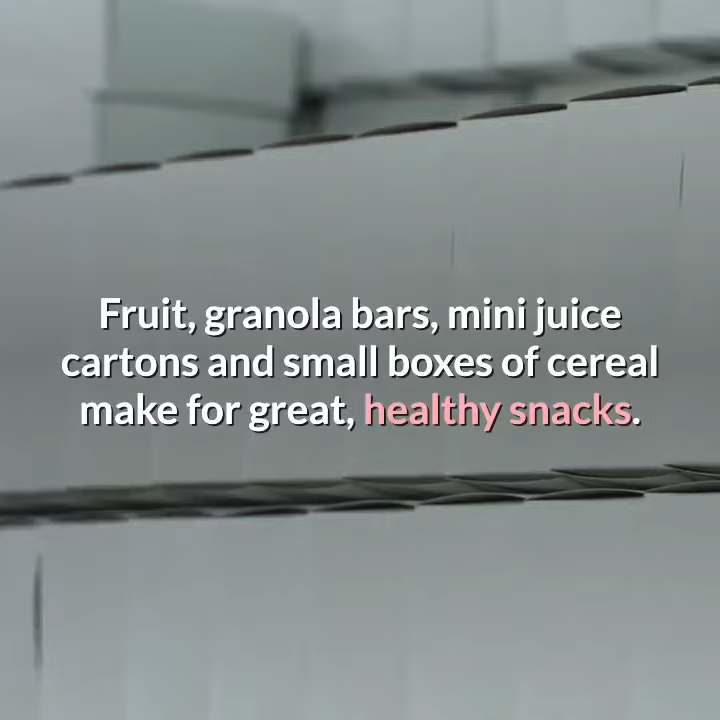 Fruit, granola bars, mini juice
cartons and small boxes of cereal
make for great, healthy snacks.